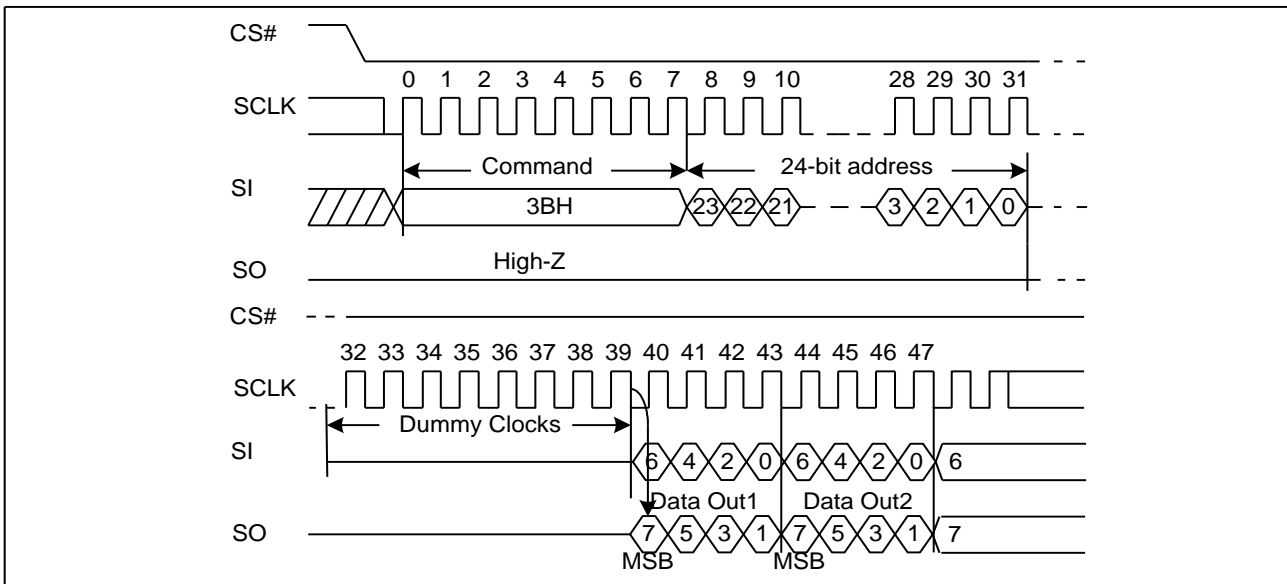 CS#
0 1 2 3 4 5 6 7 8 9 10 28 29 30 31
SCLK
Command 24-bit address
SI 3BH 23 22 21 3 2 1 0
SO High-Z
CS#
32 33 34 35 36 37 38 39 40 41 42 43 44 45 46 47
SCLK
Dummy Clocks
SI 6 4 2 0 6 4 2 0 6
Data Out1 Data Out2
SO 7 5 3 1 7 5 3 1 7
MSB MSB